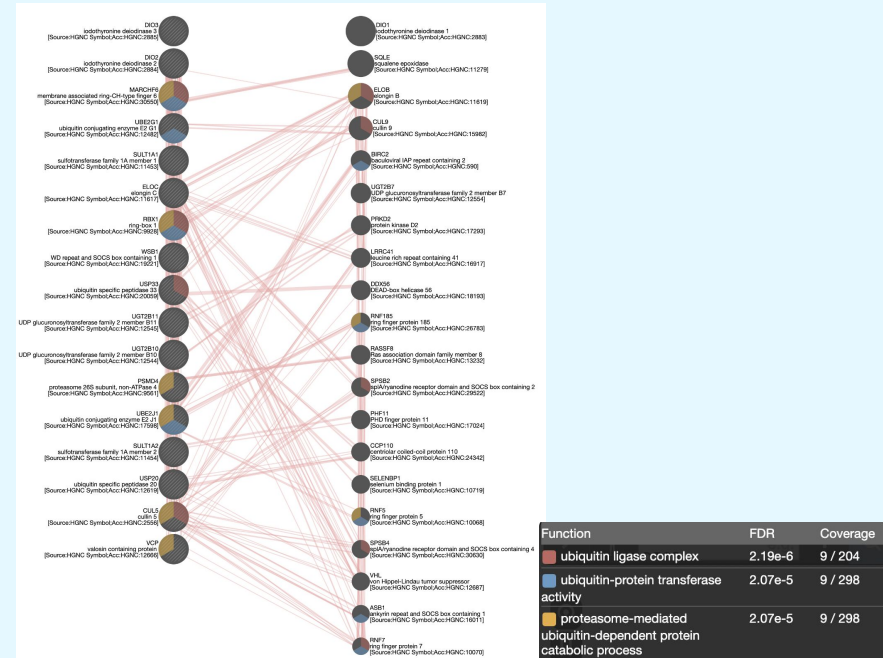 DIO3
iodothyronine deiodinase 3
[Source:HGNC Symbol;Acc:HGNC:2885]
DIO2
iodothyronine deiodinase 2
[Source:HGNC Symbol;Acc:HGNC:2884]
MARCHF6
membrane associated ring-CH-type finger 6
[Source:HGNC Symbol;Acc:HGNC:30550]
UBE2G1
ubiquitin conjugating enzyme E2 G1
[Source:HGNC Symbol;Acc:HGNC:12482]
SULT1A1
sulfotransferase family 1A member 1
[Source:HGNC Symbol;Acc:HGNC:11453]
ELOC
elongin C
[Source:HGNC Symbol;Acc:HGNC:11617]
RBX1
ring-box 1
[Source:HGNC Symbol;Acc:HGNC:9928]
WSB1
WD repeat and SOCS box containing 1
[Source:HGNC Symbol;Acc:HGNC:19221]
USP33
ubiquitin specific peptidase 33
[Source:HGNC Symbol;Acc:HGNC:20059]
UGT2B11
UDP glucuronosyltransferase family 2 member B11
[Source:HGNC Symbol;Acc:HGNC:12545]
UGT2B10
UDP glucuronosyltransferase family 2 member B10
[Source:HGNC Symbol;Acc:HGNC:12544]
PSMD4
proteasome 26S subunit, non-ATPase 4
[Source:HGNC Symbol;Acc:HGNC:9561]
UBE2J1
ubiquitin conjugating enzyme E2 J1
[Source:HGNC Symbol;Acc:HGNC:17598]
SULT1A2
sulfotransferase family 1A member 2
[Source:HGNC Symbol;Acc:HGNC:11454]
USP20
ubiquitin specific peptidase 20
[Source:HGNC Symbol;Acc:HGNC:12619]
CUL5
cullin 5
[Source:HGNC Symbol;Acc:HGNC:2556]
VCP
valosin containing protein
[Source:HGNC Symbol;Acc:HGNC:12666]
DIO1
iodothyronine deiodinase 1
[Source:HGNC Symbol;Acc:HGNC:2883]
SQLE
squalene epoxidase
[Source:HGNC Symbol;Acc:HGNC:11279]
ELOB
elongin B
[Source:HGNC Symbol;Acc:HGNC:11619]
CUL9
cullin 9
[Source:HGNC Symbol;Acc:HGNC:15982]
BIRC2
baculoviral IAP repeat containing 2
[Source:HGNC Symbol;Acc:HGNC:590]
UGT2B7
UDP glucuronosyltransferase family 2 member B7
[Source:HGNC Symbol;Acc:HGNC:12554]
PRKD2
protein kinase D2
[Source:HGNC Symbol;Acc:HGNC:17293]
LRRC41
leucine rich repeat containing 41
[Source:HGNC Symbol;Acc:HGNC:16917]
DDX56
DEAD-box helicase 56
[Source:HGNC Symbol;Acc:HGNC:18193]
RNF185
ring finger protein 185
[Source:HGNC Symbol;Acc:HGNC:26783]
RASSF8
Ras association domain family member 8
[Source:HGNC Symbol;Acc:HGNC:13232]
SPSB2
splA/ryanodine receptor domain and SOCS box containing 2
[Source:HGNC Symbol;Acc:HGNC:29522]
PHF11
PHD finger protein 11
[Source:HGNC Symbol;Acc:HGNC:17024]
CCP110
centriolar coiled-coil protein 110
[Source:HGNC Symbol;Acc:HGNC:24342]
SELENBP1
selenium binding protein 1
[Source:HGNC Symbol;Acc:HGNC:10719]
RNF5
ring finger protein 5
[Source:HGNC Symbol;Acc:HGNC:10068]
SPSB4
splA/ryanodine receptor domain and SOCS box containing 4
[Source:HGNC Symbol;Acc:HGNC:30630]
VHL
von Hippel-Lindau tumor suppressor
[Source:HGNC Symbol;Acc:HGNC:12687]
ASB1
ankyrin repeat and SOCS box containing 1
[Source:HGNC Symbol;Acc:HGNC:16011]
RNF7
ring finger protein 7
[Source:HGNC Symbol;Acc:HGNC:10070]
Function FDR Coverage
ubiquitin ligase complex 2.19e-6 9 / 204
ubiquitin-protein transferase 2.07e-5 9 / 298
activity
proteasome-mediated 2.07e-5 9 / 298
ubiquitin-dependent protein
catabolic process